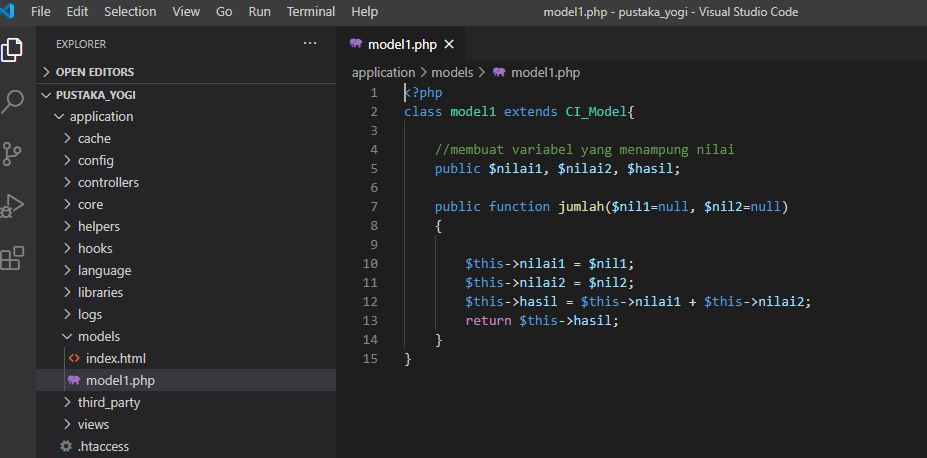 File Edit Selection View Go Run Terminal Help model1.php - pustaka_yogi - Visual Studio Code
EXPLORER ...
OPEN EDITORS
PUSTAKA_YOGI
application
cache
config
controllers
core
helpers
hooks
language
libraries
logs
models
index.html
model1.php
third_party
views
.htaccess
model1.php
application > models > model1.php
1 <?php
2 class model1 extends CI_Model{
3
4 //membuat variabel yang menampung nilai
5 public $nilai1, $nilai2, $hasil;
6
7 public function jumlah($nil1=null, $nil2=null)
8 {
9
10 $this->nilai1 = $nil1;
11 $this->nilai2 = $nil2;
12 $this->hasil = $this->nilai1 + $this->nilai2;
13 return $this->hasil;
14 }
15 }